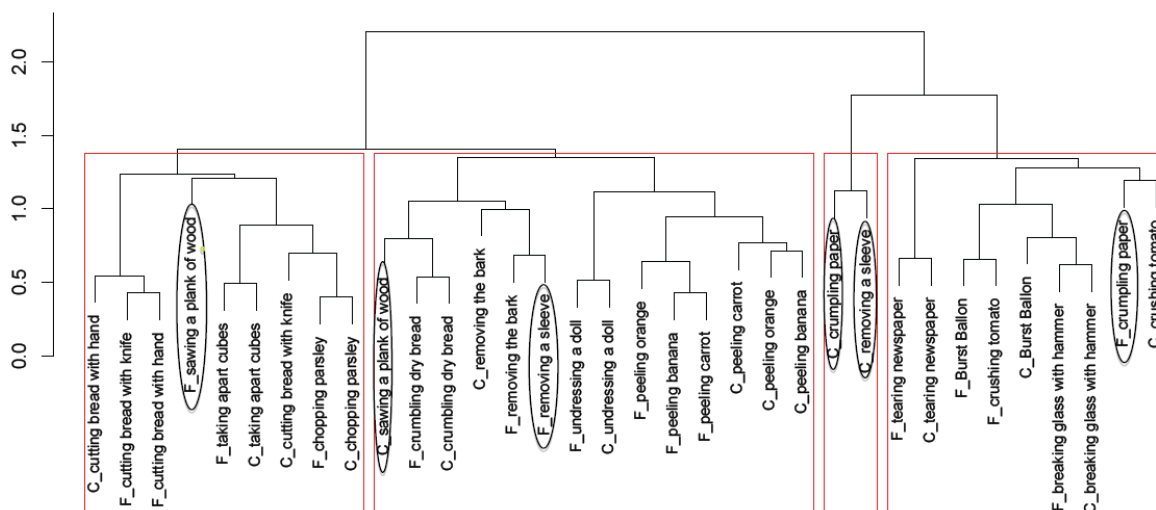 2.0
1.5
1.0
0.5
0.0
C_cutting bread with hand
F_cutting bread with knife
F_cutting bread with hand
F_sawing a plank of wood
F_taking apart cubes
C_taking apart cubes
C_cutting bread with knife
F_chopping parsley
C_chopping parsley
C_sawing a plank of wood
F_crumbling dry bread
C_crumbling dry bread
C_removing the bark
F_removing the bark
F_removing a sleeve
F_undressing a doll
C_undressing a doll
F_peeling orange
F_peeling banana
F_peeling carrot
C_peeling carrot
C_peeling orange
C_peeling banana
C_crumpling paper
C_removing a sleeve
F_tearing newspaper
C_tearing newspaper
F_Burst Ballon
F_crushing tomato
C_Burst Ballon
F_breaking glass with hammer
C_breaking glass with hammer
F_crumpling paper
C_crushing tomato